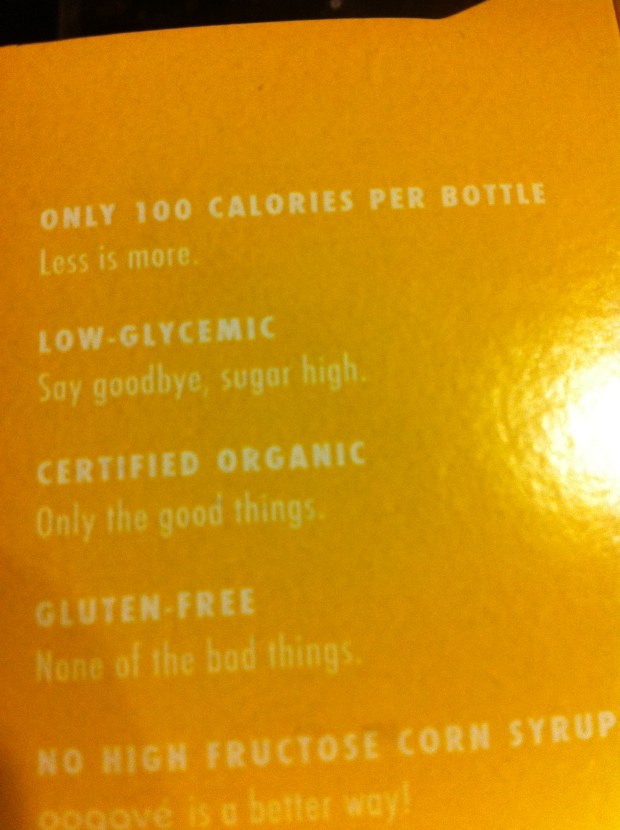 ONLY 100 CALORIES PER BOTTLE
Less is more.
LOW-GLYCEMIC
Say goodbye, sugar high.
CERTIFIED ORGANIC
Only the good things.
GLUTEN-FREE
None of the bad things.
NO HIGH FRUCTOSE CORN SYRUP
oogavé is a better way!